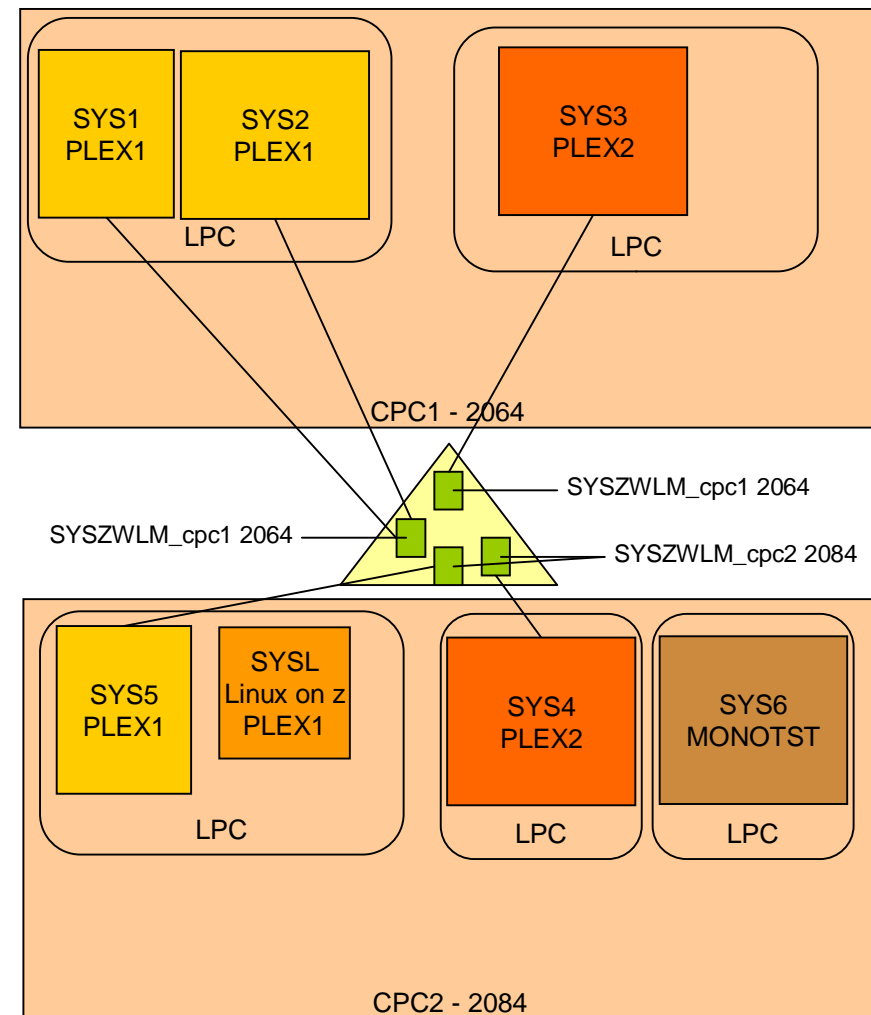 SYS1
PLEX1
SYS2
PLEX1
LPC
SYS3
PLEX2
LPC
CPC1 - 2064
SYSZWLM_cpc1 2064
SYSZWLM_cpc1 2064
SYSZWLM_cpc2 2084
SYS5
PLEX1
SYSL
Linux on z
PLEX1
LPC
SYS4
PLEX2
LPC
SYS6
MONOTST
LPC
CPC2 - 2084